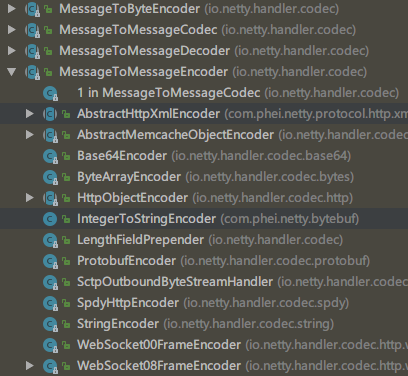 MessageToByteEncoder (io.netty.handler.codec)
MessageToMessageCodec (io.netty.handler.codec)
MessageToMessageDecoder (io.netty.handler.codec)
MessageToMessageEncoder (io.netty.handler.codec)
1 in MessageToMessageCodec (io.netty.handler.codec)
AbstractHttpXmlEncoder (com.phei.netty.protocol.http.xm
AbstractMemcacheObjectEncoder (io.netty.handler.codec
Base64Encoder (io.netty.handler.codec.base64)
ByteArrayEncoder (io.netty.handler.codec.bytes)
HttpObjectEncoder (io.netty.handler.codec.http)
IntegerToStringEncoder (com.phei.netty.bytebuf)
LengthFieldPrepender (io.netty.handler.codec)
ProtobufEncoder (io.netty.handler.codec.protobuf)
SctpOutboundByteStreamHandler (io.netty.handler.codec
SpdyHttpEncoder (io.netty.handler.codec.spdy)
StringEncoder (io.netty.handler.codec.string)
WebSocket00FrameEncoder (io.netty.handler.codec.http.w
WebSocket08FrameEncoder (io.netty.handler.codec.http.w